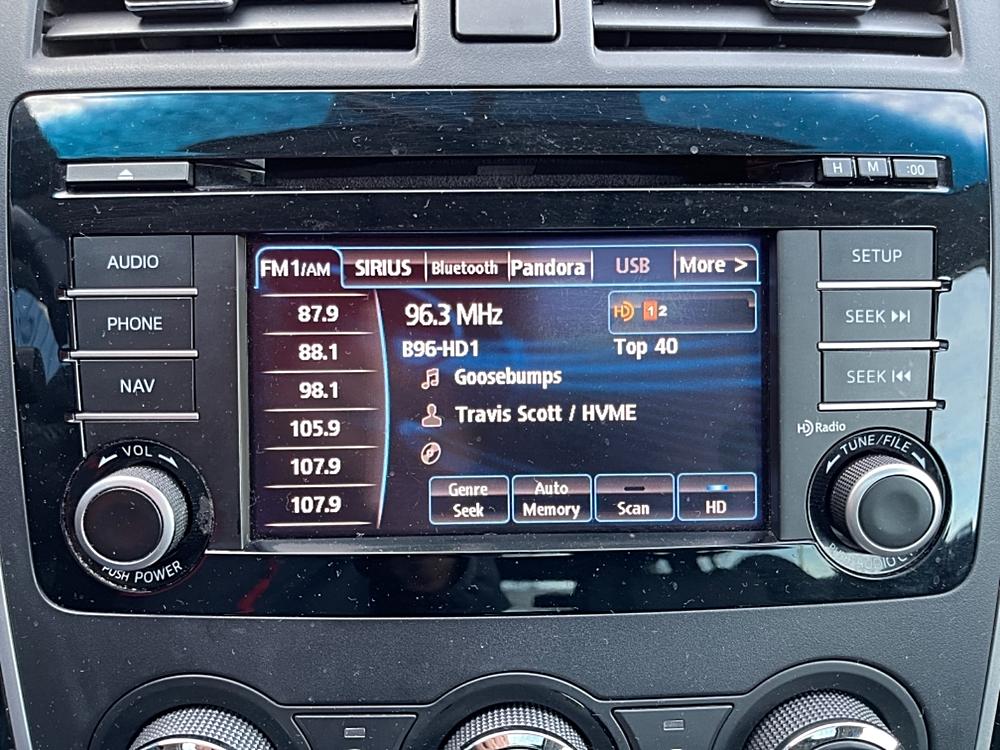 H M :00
AUDIO
PHONE
NAV
VOL
PUSH POWER
FM1/AM SIRIUS Bluetooth Pandora USB More >
87.9
88.1
98.1
105.9
107.9
107.9
96.3 MHz
HD 1 2
B96-HD1 Top 40
Goosebumps
Travis Scott / HVME
Genre Seek
Auto Memory
Scan
HD
SETUP
SEEK
SEEK
HD Radio
TUNE/FILE